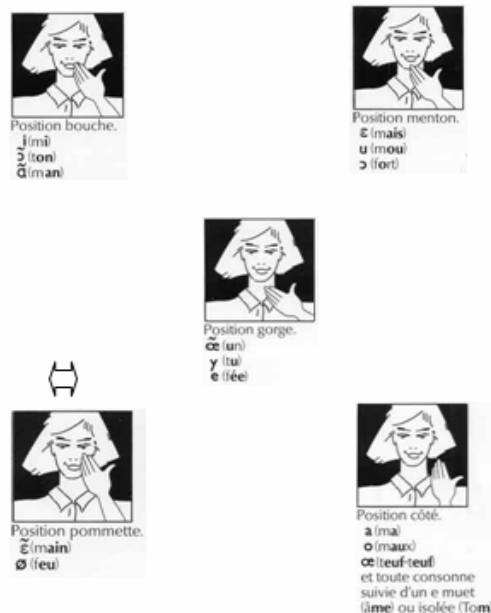 Position bouche.
i (mi)
ɔ̃ (ton)
ɑ̃ (man)
Position menton.
ɛ (mais)
u (mou)
ɔ (fort)
Position gorge.
œ̃ (un)
y (tu)
e (fée)
Position pommette.
ɛ̃ (main)
ø (feu)
Position côté.
a (ma)
o (maux)
œ (teuf-teuf)
et toute consonne
suivie d'un e muet
(âme) ou isolée (Tom)